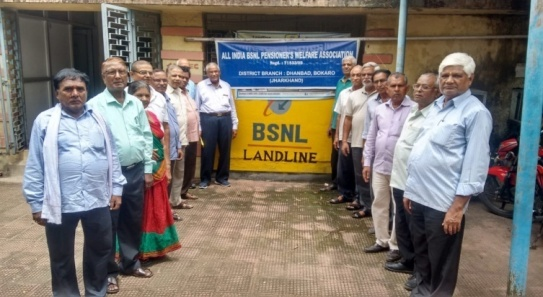 ALL INDIA BSNL PENSIONER'S WELFARE ASSOCIATION
DISTRICT BRANCH - DHANBAD, BOKARO
(JHARKHAND)
BSNL
LANDLINE